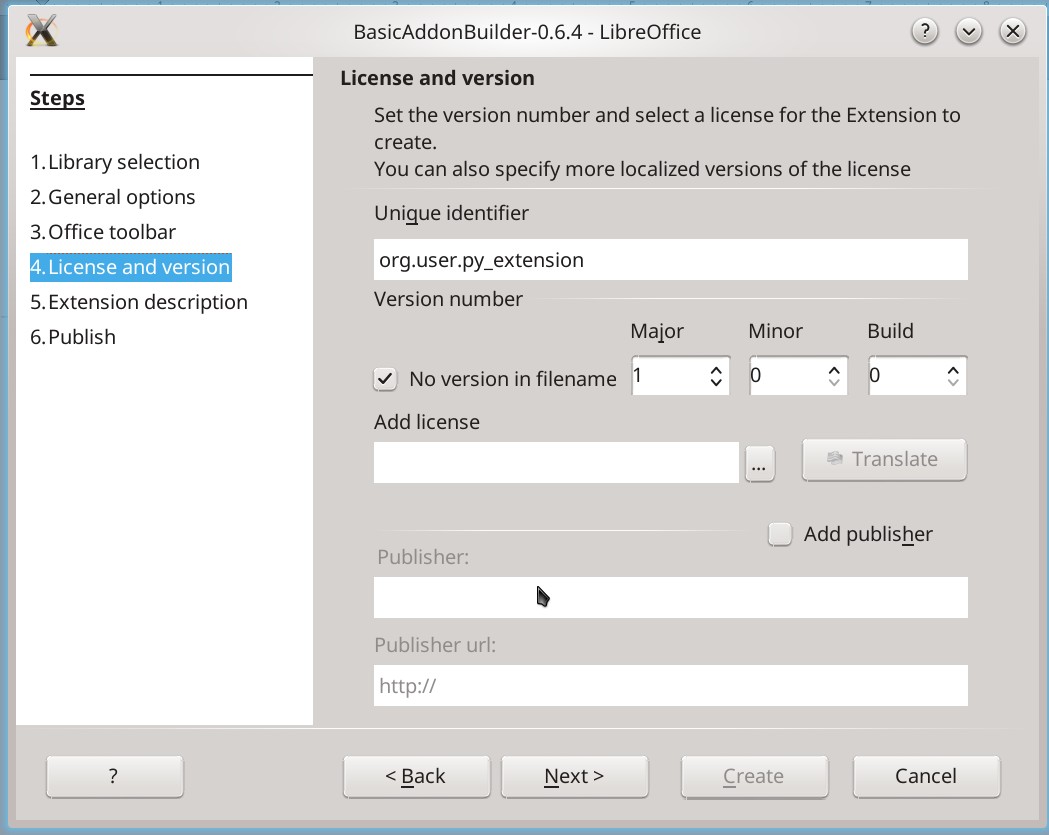 BasicAddonBuilder-0.6.4 - LibreOffice
?
Steps
1. Library selection
2. General options
3. Office toolbar
4. License and version
5. Extension description
6. Publish
License and version
Set the version number and select a license for the Extension to
create.
You can also specify more localized versions of the license
Unique identifier
org.user.py_extension
Version number
Major Minor Build
No version in filename 1 0 0
Add license
... Translate
Add publisher
Publisher:
Publisher url:
http://
? < Back Next > Create Cancel